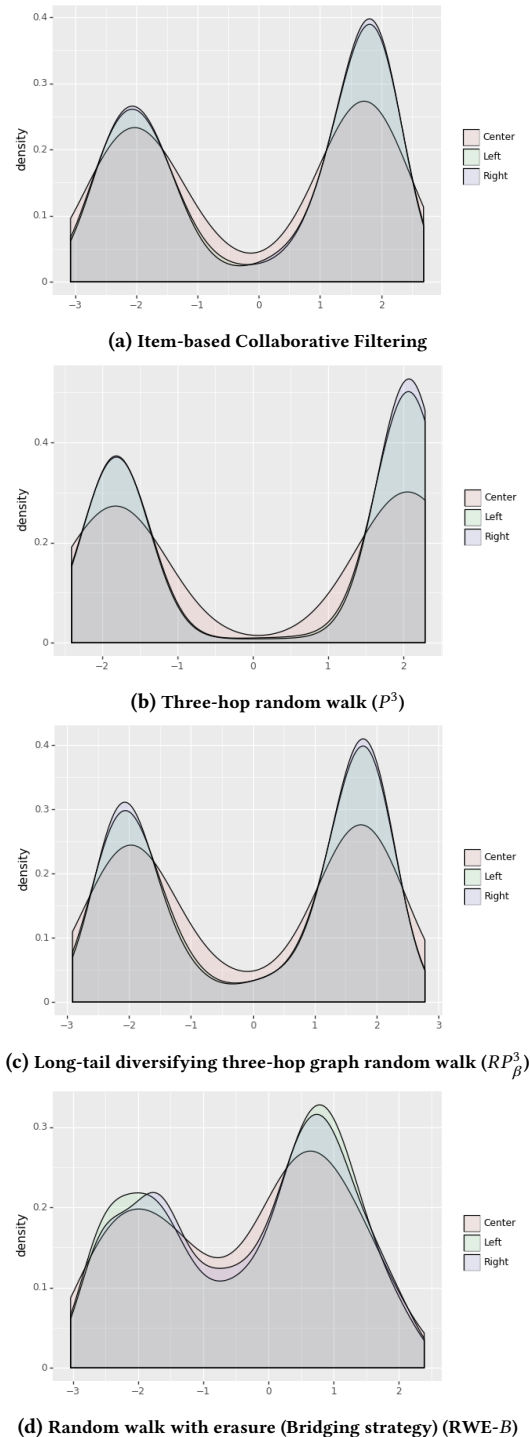 0.4
0.3
0.2
0.1
0
density
−3
−2
−1
0
1
2
Center
Left
Right
(a) Item-based Collaborative Filtering
0.4
0.2
0
density
−2
−1
0
1
2
Center
Left
Right
(b) Three-hop random walk (P³)
0.4
0.3
0.2
0.1
0
density
−3
−2
−1
0
1
2
3
Center
Left
Right
(c) Long-tail diversifying three-hop graph random walk (RP³β)
0.3
0.2
0.1
0
density
−3
−2
−1
0
1
2
Center
Left
Right
(d) Random walk with erasure (Bridging strategy) (RWE-B)